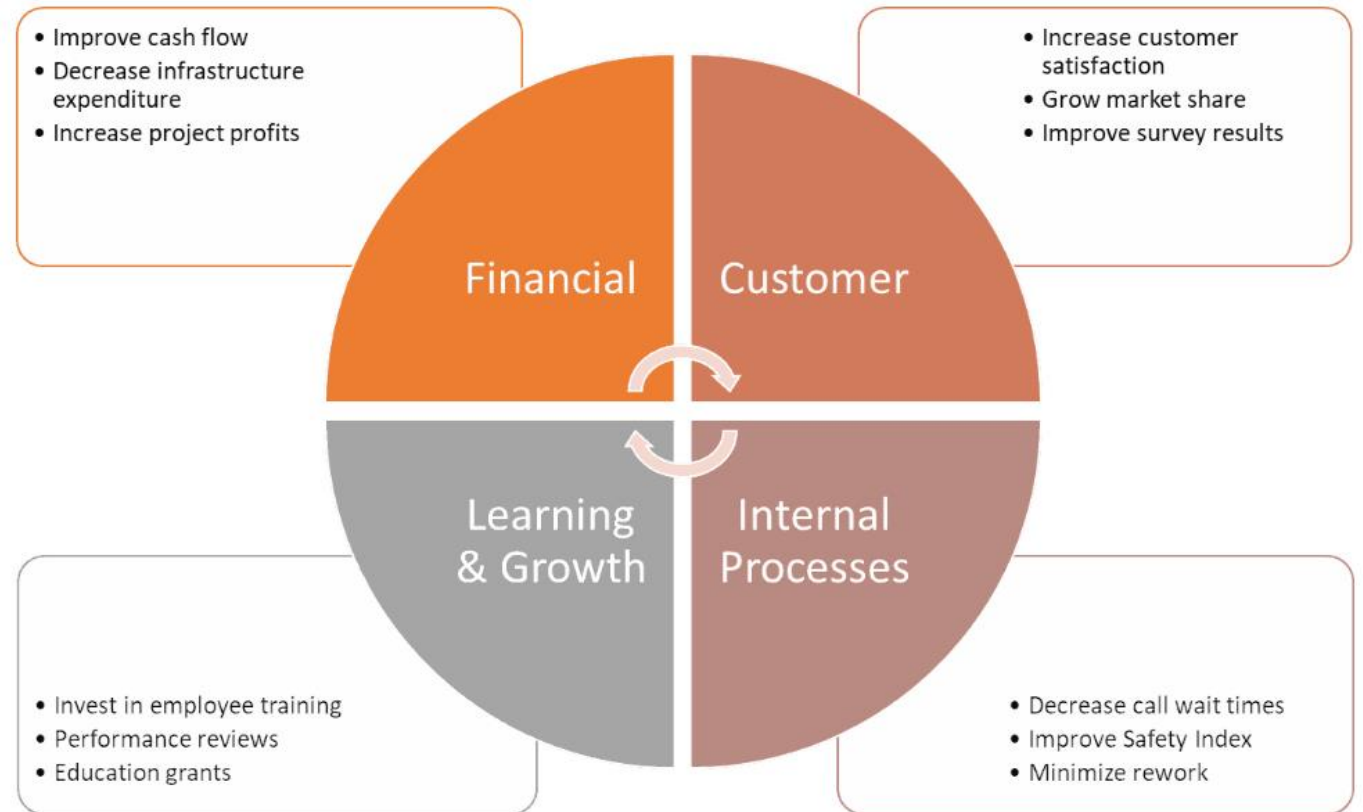 • Improve cash flow
• Decrease infrastructure
expenditure
• Increase project profits
• Increase customer
satisfaction
• Grow market share
• Improve survey results
Financial
Customer
Learning
& Growth
Internal
Processes
• Invest in employee training
• Performance reviews
• Education grants
• Decrease call wait times
• Improve Safety Index
• Minimize rework